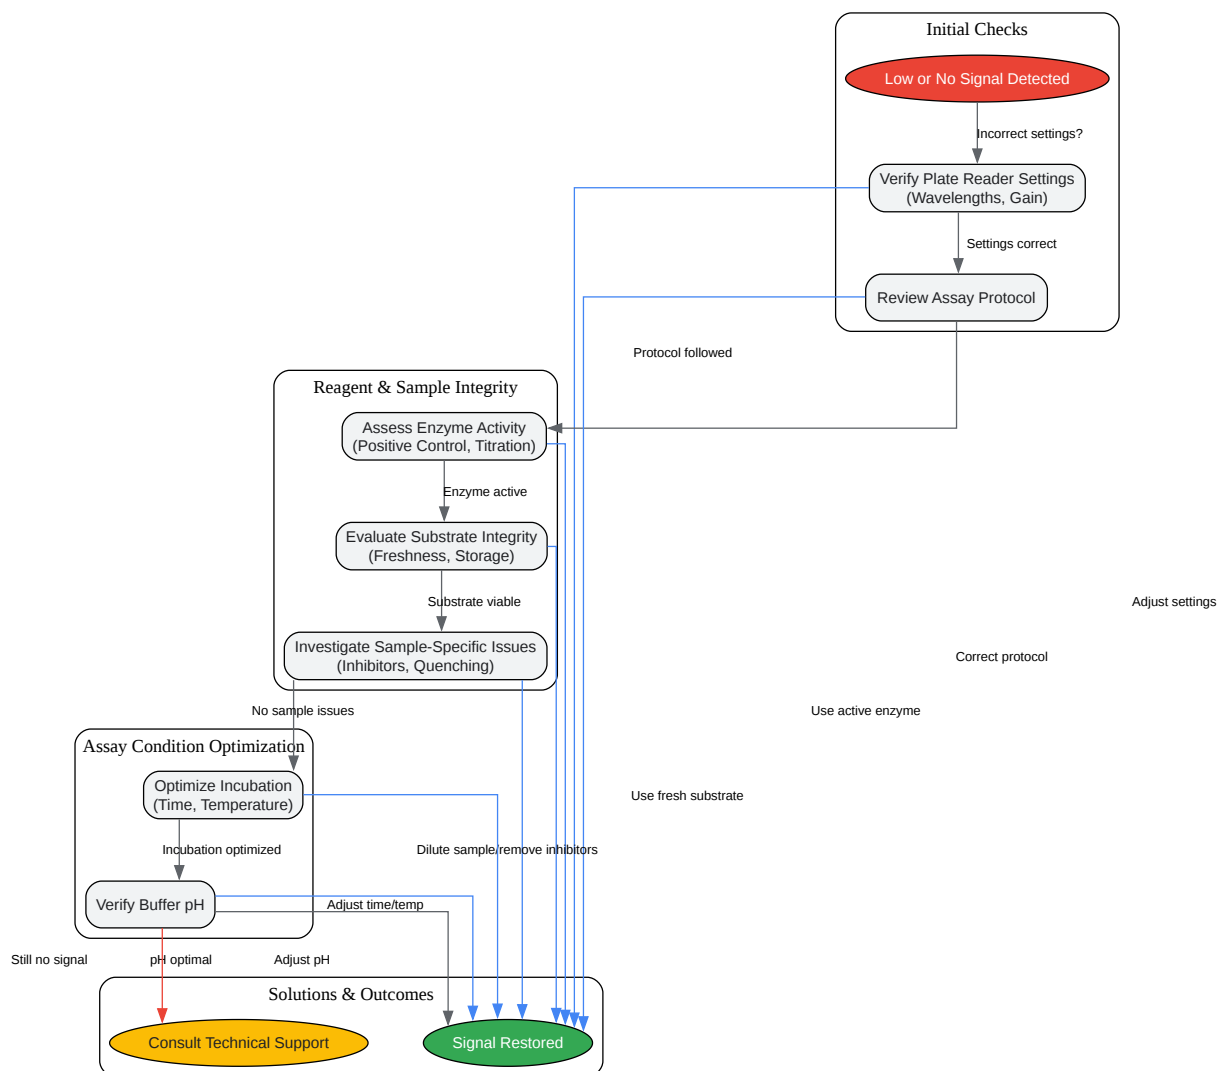 Initial Checks
Low or No Signal Detected
Incorrect settings?
Verify Plate Reader Settings
(Wavelengths, Gain)
Settings correct
Review Assay Protocol
Protocol followed
Reagent & Sample Integrity
Assess Enzyme Activity
(Positive Control, Titration)
Enzyme active
Evaluate Substrate Integrity
(Freshness, Storage)
Substrate viable
Adjust settings
Investigate Sample-Specific Issues
(Inhibitors, Quenching)
Correct protocol
No sample issues
Use active enzyme
Assay Condition Optimization
Optimize Incubation
(Time, Temperature)
Use fresh substrate
Incubation optimized
Dilute sample/remove inhibitors
Verify Buffer pH
Adjust time/temp
Still no signal
pH optimal
Adjust pH
Solutions & Outcomes
Consult Technical Support
Signal Restored